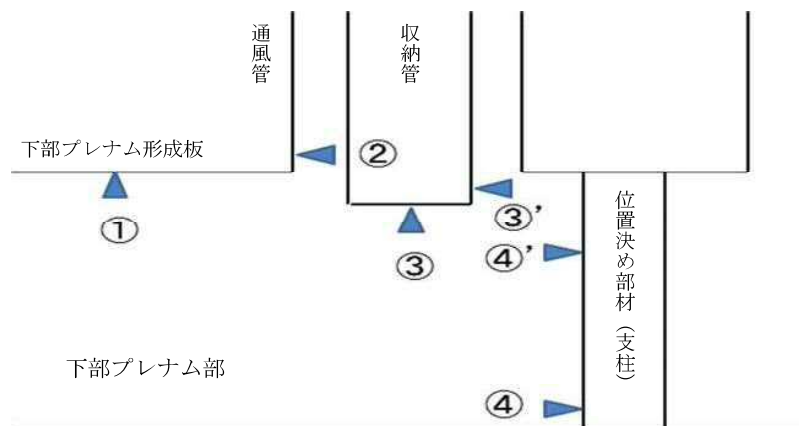 通風管
収納管
下部プレナム形成板
②
①
③’
③
④’
位置決め部材（支柱）
下部プレナム部
④